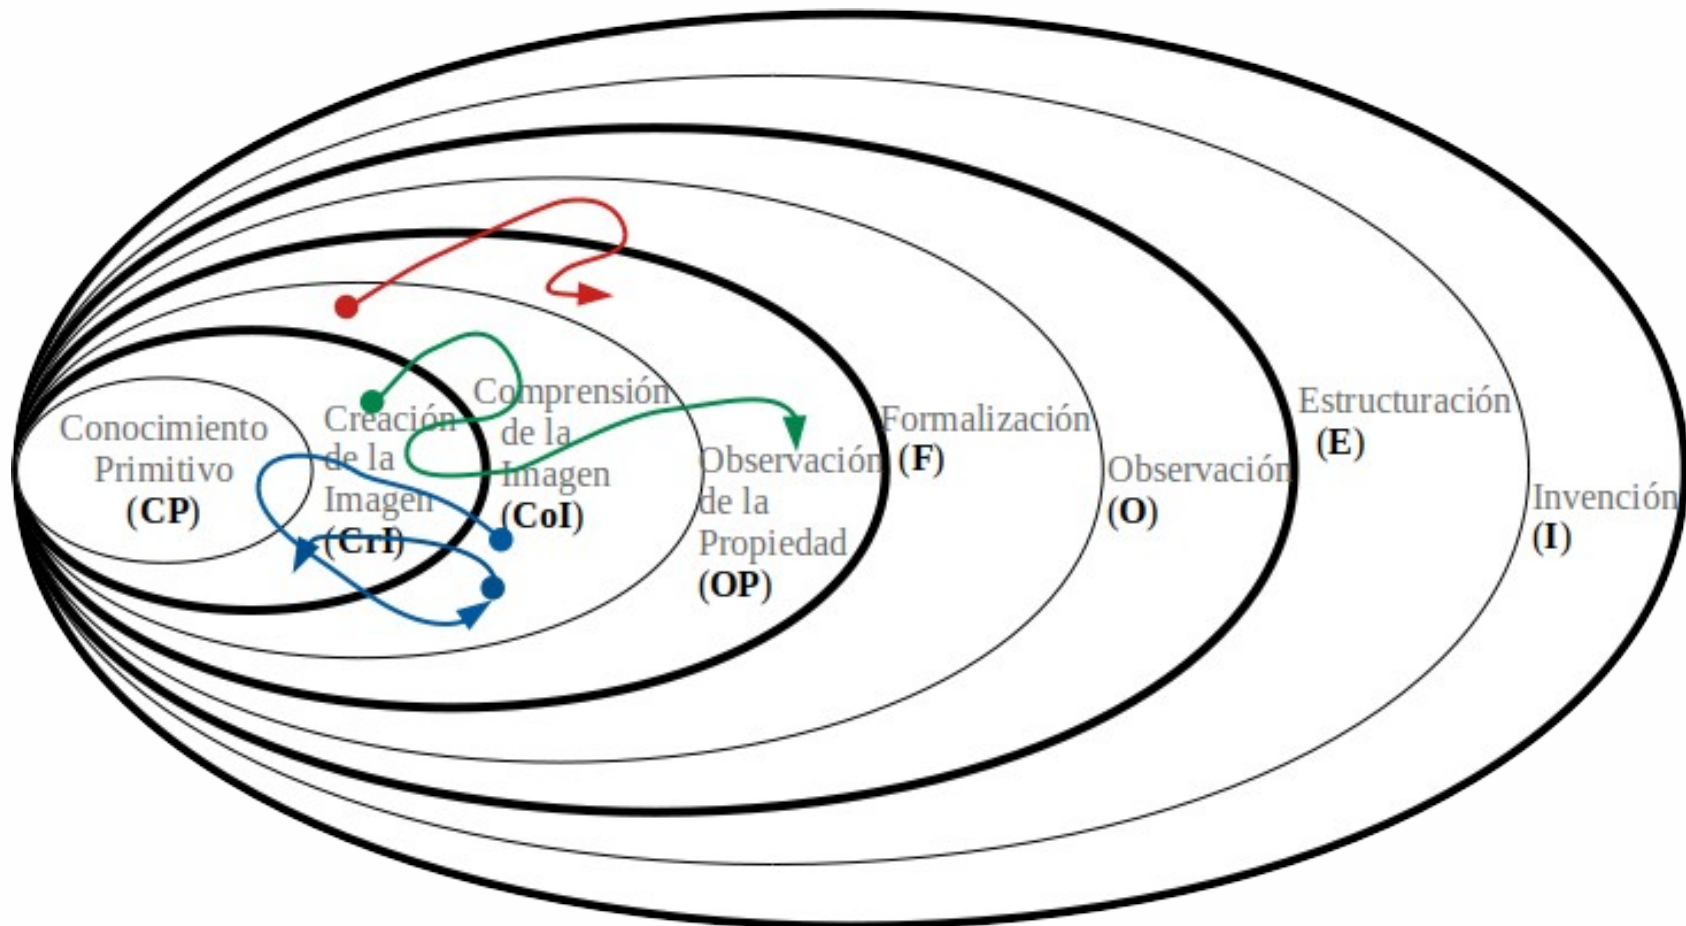 Conocimiento
Primitivo
(CP)
Creación
de la
Imagen
(CrI)
Comprensión
de la
Imagen
(CoI)
Observación
de la
Propiedad
(OP)
Formalización
(F)
Observación
(O)
Estructuración
(E)
Invención
(I)